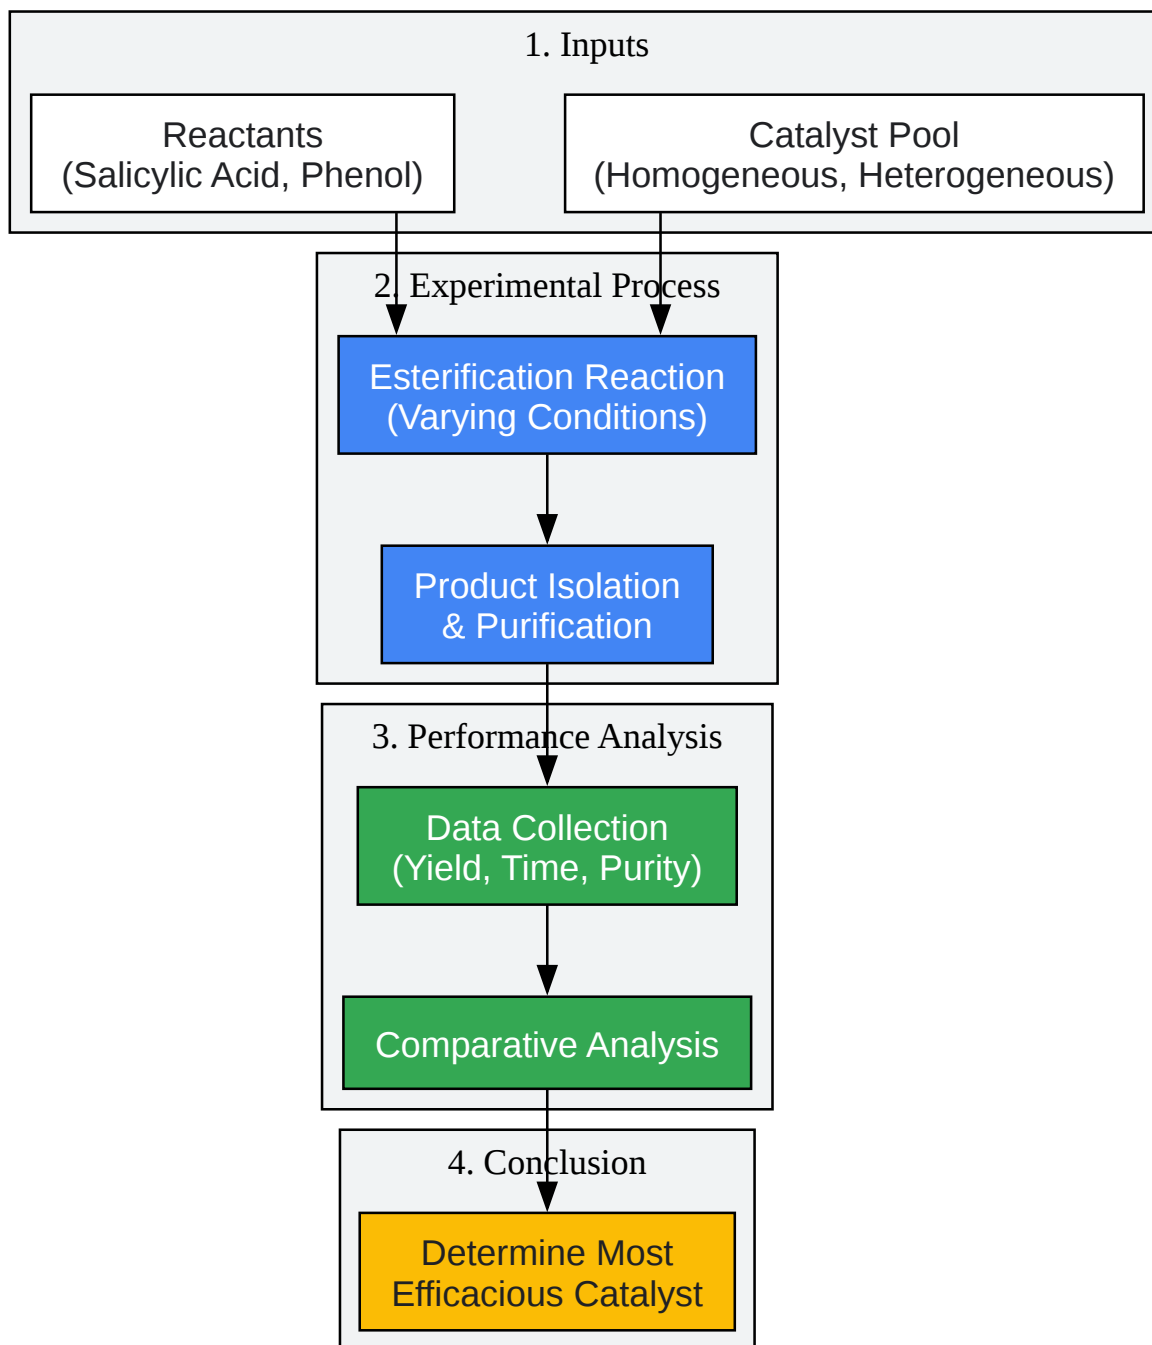 1. Inputs
Reactants
(Salicylic Acid, Phenol)
Catalyst Pool
(Homogeneous, Heterogeneous)
2. Experimental Process
Esterification Reaction
(Varying Conditions)
Product Isolation
& Purification
3. Performance Analysis
Data Collection
(Yield, Time, Purity)
Comparative Analysis
4. Conclusion
Determine Most
Efficacious Catalyst